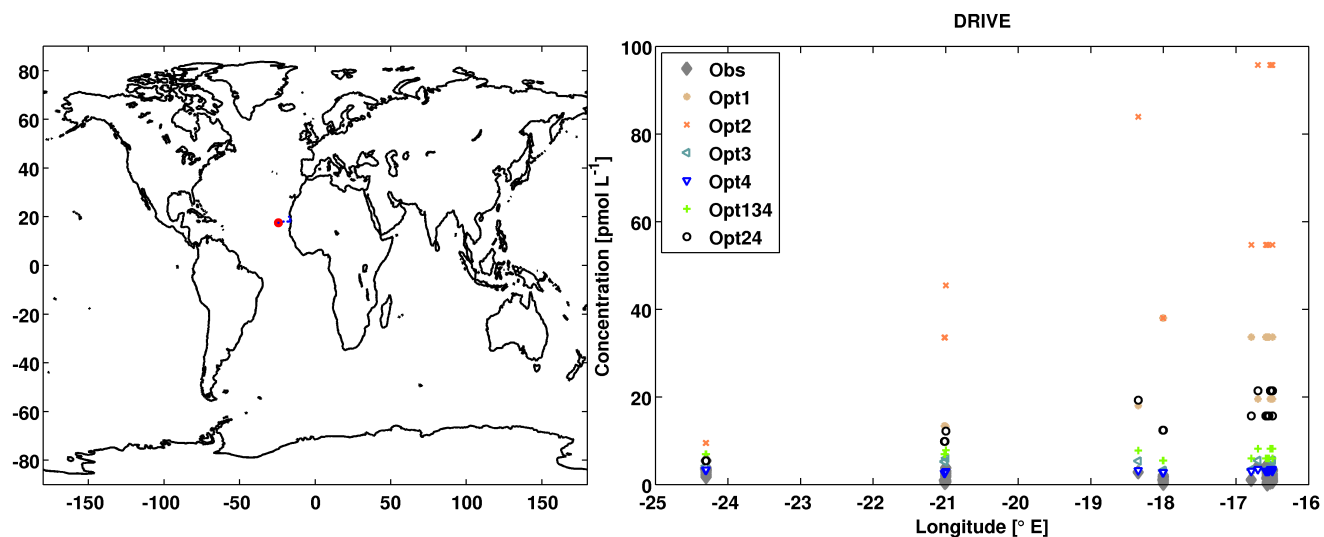 DRIVE
80
60
40
20
0
-20
-40
-60
-80
-150 -100 -50 0 50 100 150
Concentration [pmol L⁻¹]
100
80
60
40
20
0
Obs
Opt1
Opt2
Opt3
Opt4
Opt134
Opt24
-25 -24 -23 -22 -21 -20 -19 -18 -17 -16
Longitude [° E]